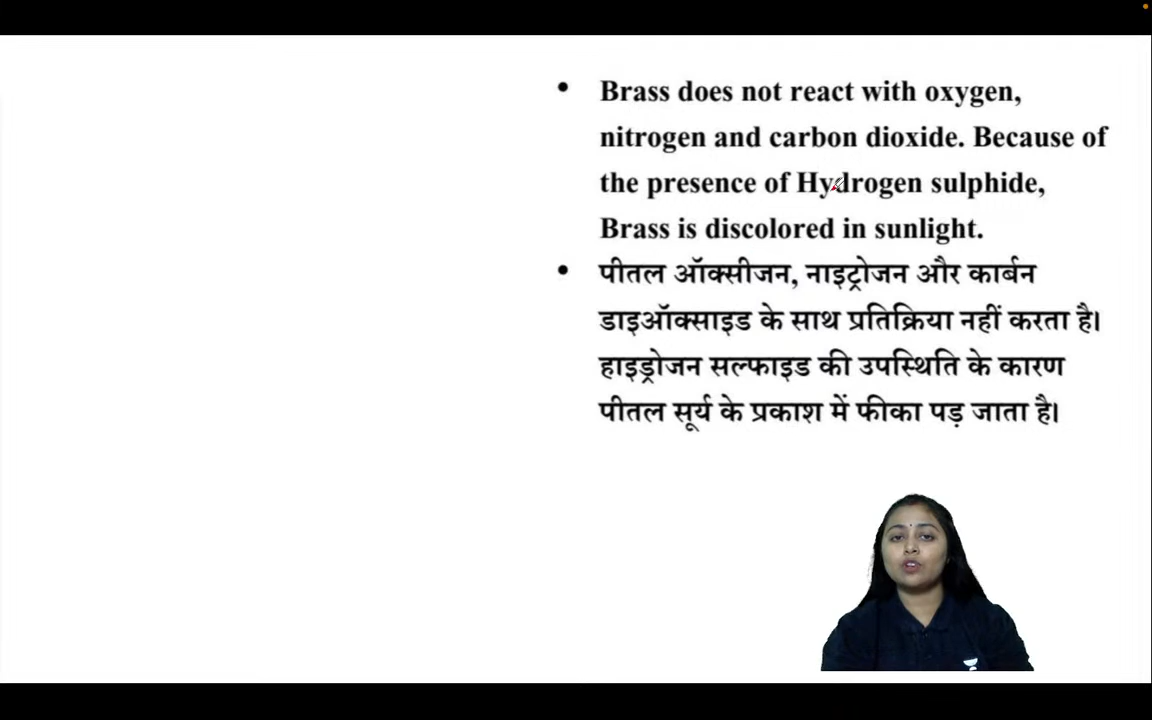 • Brass does not react with oxygen,
nitrogen and carbon dioxide. Because of
the presence of Hydrogen sulphide,
Brass is discolored in sunlight.
• पीतल ऑक्सीजन, नाइट्रोजन और कार्बन
डाइऑक्साइड के साथ प्रतिक्रिया नहीं करता है।
हाइड्रोजन सल्फाइड की उपस्थिति के कारण
पीतल सूर्य के प्रकाश में फीका पड़ जाता है।